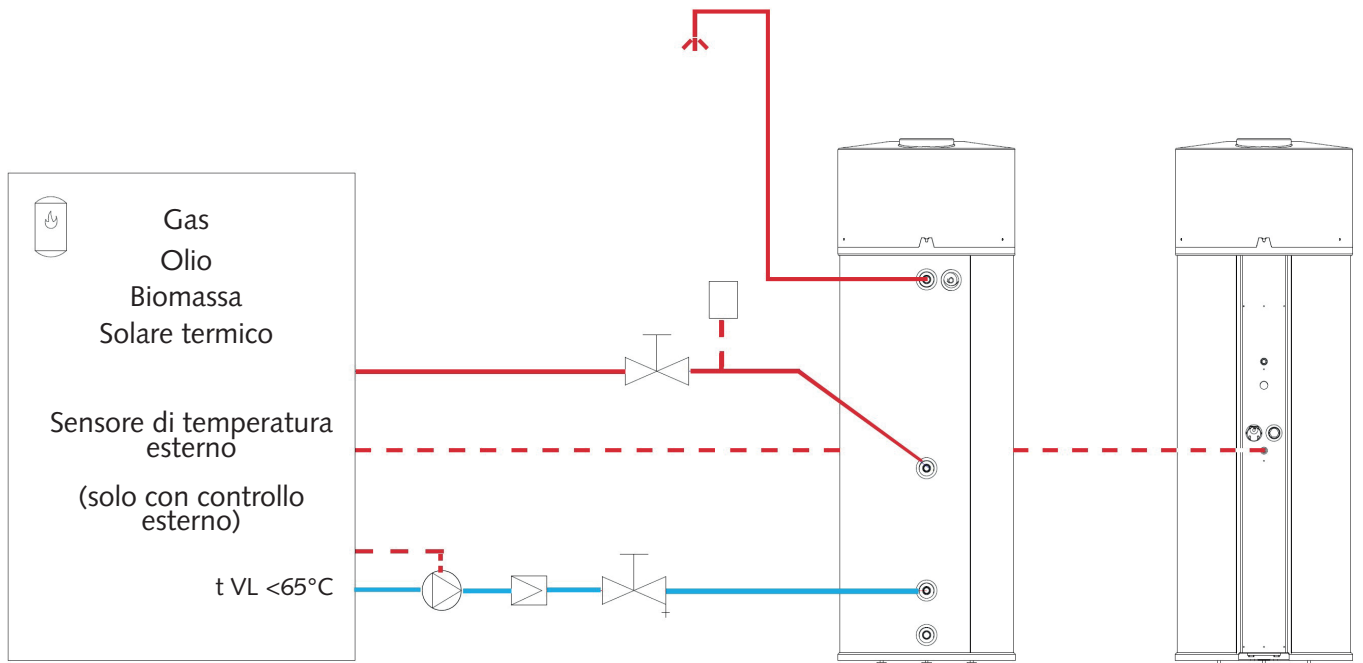 Gas
Olio
Biomassa
Solare termico
Sensore di temperatura
esterno
(solo con controllo
esterno)
t VL <65°C